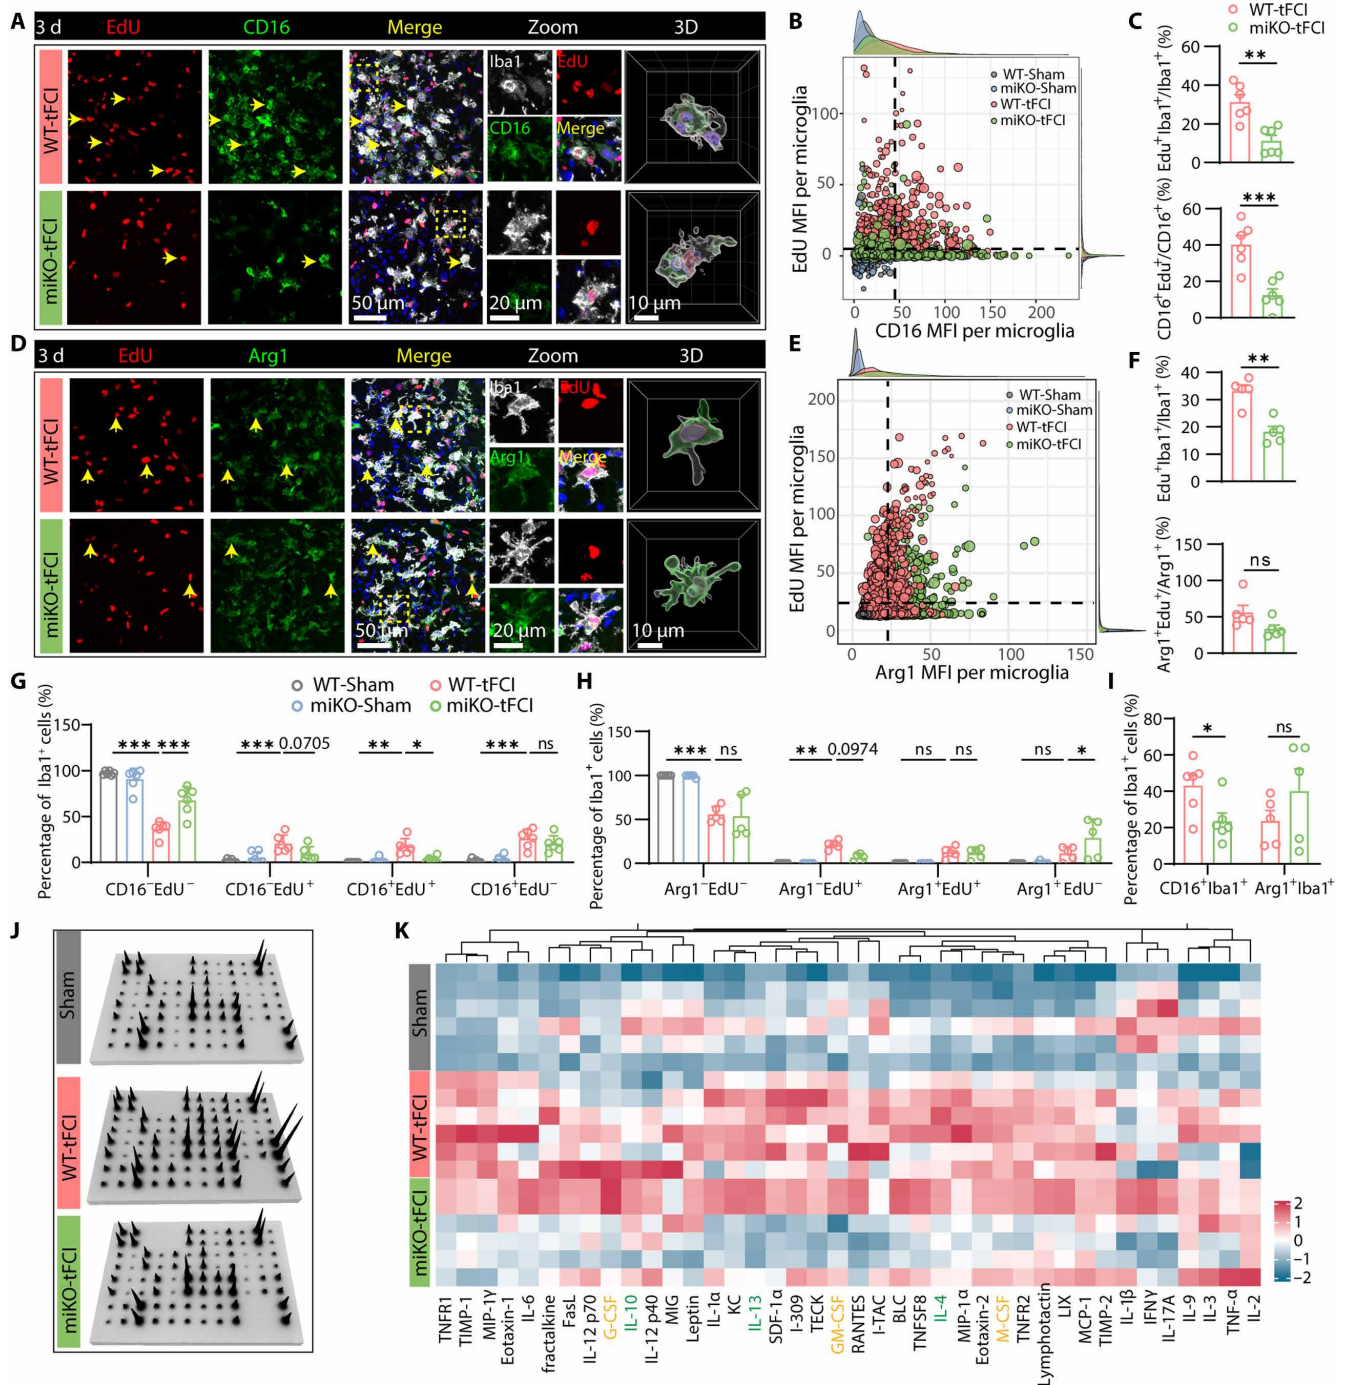 A
3 d EdU CD16 Merge Zoom 3D
WT-tFCI
miKO-tFCI
Iba1
EdU
CD16
Merge
50 µm
20 µm
10 µm
B
WT-Sham
miKO-Sham
WT-tFCI
miKO-tFCI
EdU MFI per microglia
100
50
0
0 50 100 150 200
CD16 MFI per microglia
C
WT-tFCI
miKO-tFCI
Edu⁺Iba1⁺/Iba1⁺ (%)
60
40
20
0
**
CD16⁺Edu⁺/CD16⁺ (%)
60
40
20
0
***
D
3 d EdU Arg1 Merge Zoom 3D
WT-tFCI
miKO-tFCI
Iba1
EdU
Arg1
Merge
50 µm
20 µm
10 µm
E
WT-Sham
miKO-Sham
WT-tFCI
miKO-tFCI
EdU MFI per microglia
200
150
100
50
0
0 50 100 150
Arg1 MFI per microglia
F
Edu⁺Iba1⁺/Iba1⁺ (%)
40
30
20
10
0
**
Arg1⁺Edu⁺/Arg1⁺ (%)
150
100
50
0
ns
G
WT-Sham WT-tFCI
miKO-Sham miKO-tFCI
Percentage of Iba1⁺ cells (%)
150
100
50
0
*** *** *** 0.0705 ** * *** ns
CD16⁻EdU⁻ CD16⁻EdU⁺ CD16⁺EdU⁺ CD16⁺EdU⁻
H
Percentage of Iba1⁺ cells (%)
150
100
50
0
*** ns ** 0.0974 ns ns ns *
Arg1⁻EdU⁻ Arg1⁻EdU⁺ Arg1⁺EdU⁺ Arg1⁺EdU⁻
I
Percentage of Iba1⁺ cells (%)
80
60
40
20
0
* ns
CD16⁺Iba1⁺ Arg1⁺Iba1⁺
J
Sham
WT-tFCI
miKO-tFCI
K
Sham
WT-tFCI
miKO-tFCI
2
1
0
−1
−2
TNFR1
TIMP-1
MIP-1γ
Eotaxin-1
IL-6
fractalkine
FasL
IL-12 p70
G-CSF
IL-10
IL-12 p40
MIG
Leptin
IL-1α
KC
IL-13
SDF-1α
I-309
TECK
GM-CSF
RANTES
I-TAC
BLC
TNFSF8
IL-4
MIP-1α
Eotaxin-2
M-CSF
TNFR2
Lymphotactin
LIX
MCP-1
TIMP-2
IL-1β
IFNγ
IL-17A
IL-9
IL-3
TNF-α
IL-2